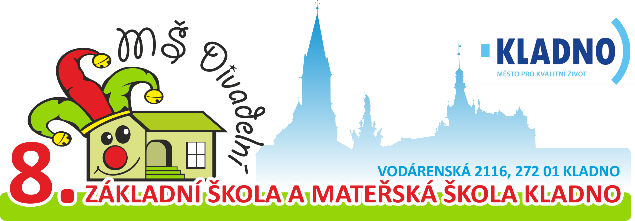 MŠ Divadelní
KLADNO
MĚSTO PRO KVALITNÍ ŽIVOT
VODÁRENSKÁ 2116, 272 01 KLADNO
8. ZÁKLADNÍ ŠKOLA A MATEŘSKÁ ŠKOLA KLADNO